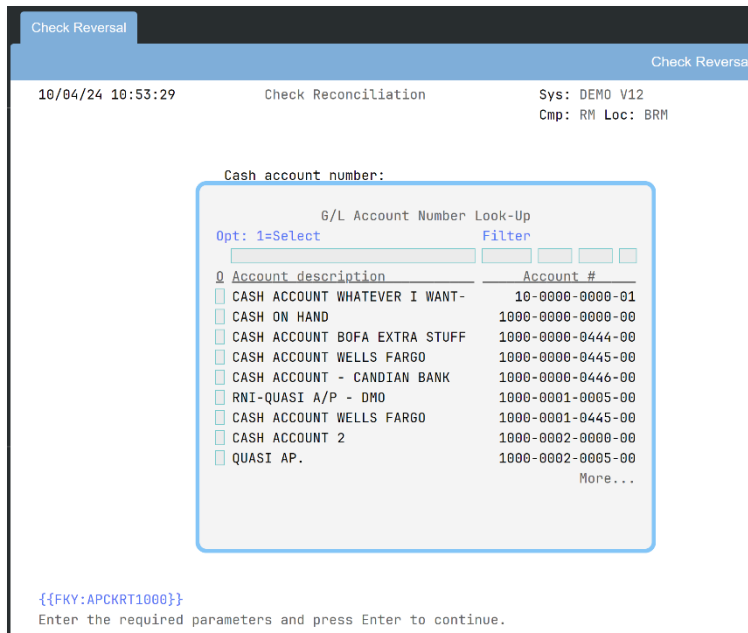 Check Reversal
Check Reversa
10/04/24 10:53:29 Check Reconciliation Sys: DEMO V12
Cmp: RM Loc: BRM
Cash account number:
G/L Account Number Look-Up
Opt: 1=Select Filter
O Account description Account #
CASH ACCOUNT WHATEVER I WANT- 10-0000-0000-01
CASH ON HAND 1000-0000-0000-00
CASH ACCOUNT BOFA EXTRA STUFF 1000-0000-0444-00
CASH ACCOUNT WELLS FARGO 1000-0000-0445-00
CASH ACCOUNT - CANDIAN BANK 1000-0000-0446-00
RNI-QUASI A/P - DMO 1000-0001-0005-00
CASH ACCOUNT WELLS FARGO 1000-0001-0445-00
CASH ACCOUNT 2 1000-0002-0000-00
QUASI AP. 1000-0002-0005-00
More...
{{FKY:APCKRT1000}}
Enter the required parameters and press Enter to continue.